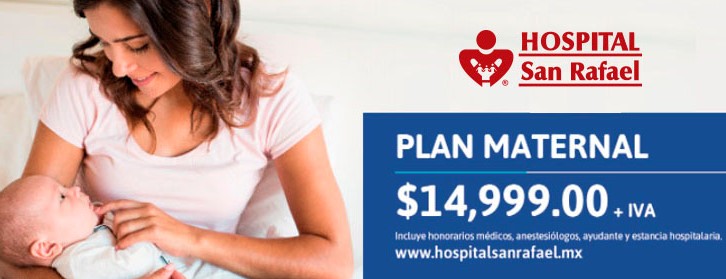 HOSPITAL
San Rafael
®
PLAN MATERNAL
$14,999.00 + IVA
Incluye honorarios médicos, anestesiólogos, ayudante y estancia hospitalaria.
www.hospitalsanrafael.mx